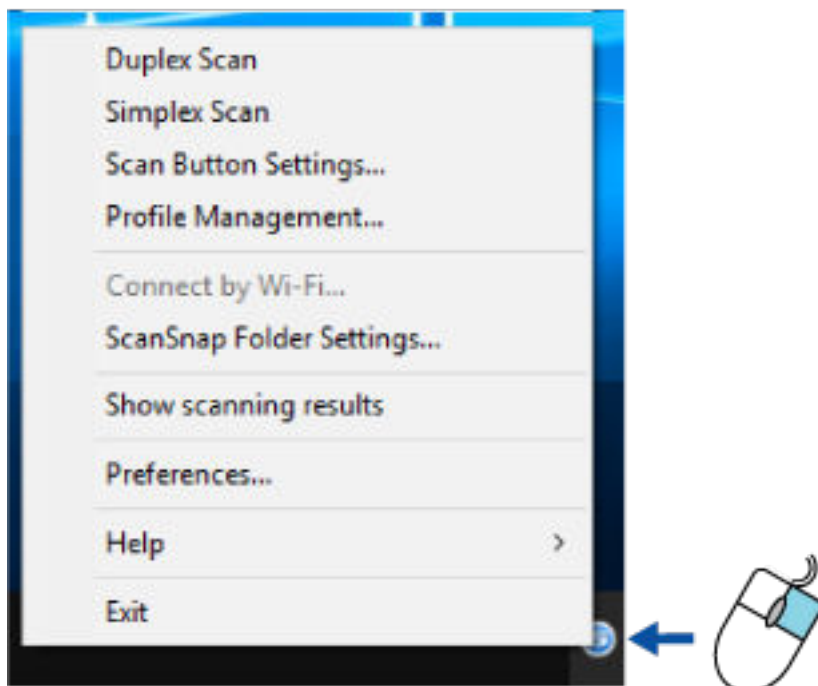 Duplex Scan
Simplex Scan
Scan Button Settings...
Profile Management...
Connect by Wi-Fi...
ScanSnap Folder Settings...
Show scanning results
Preferences...
Help
Exit